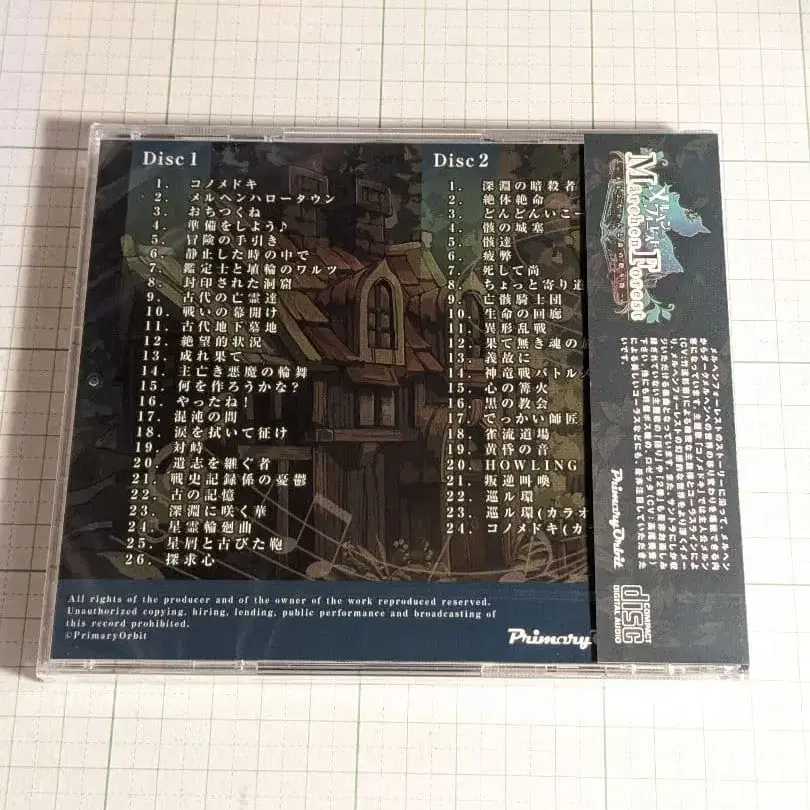 Disc 1
1. コノメドキ
2. メルヘンハロータウン
3. おちつくね
4. 準備をしよう♪
5. 冒険の手引き
6. 静止した時の中で
7. 鑑定士と埴輪のワルツ
8. 封印された洞窟
9. 古代の亡霊達
10. 戦いの幕開け
11. 古代地下墓地
12. 絶望的状況
13. 成れ果て
14. 主亡き悪魔の輪舞
15. 何を作ろうかな?
16. やったね!
17. 混沌の間
18. 涙を拭いて征け
19. 対峙
20. 遺志を継ぐ者
21. 戦史記録係の憂鬱
22. 古の記憶
23. 深淵に咲く華
24. 星霊輪廻曲
25. 星屑と古びた鞄
26. 探求心
Disc 2
1. 深淵の暗殺者
2. 絶体絶命
3. どんどんいこー
4. 骸の城塞
5. 骸達
6. 疲弊
7. 死して尚
8. ちょっと寄り道
9. 亡骸騎士団
10. 生命の回廊
11. 異形乱戦
12. 果て無き魂の
13. 義故に
14. 神竜戦バトル
15. 心の篝火
16. 黒の教会
17. でっかい師匠
18. 雀流道場
19. 黄昏の音
20. HOWLING
21. 叛逆叫喚
22. 巡ル環
23. 巡ル環(カラオ
24. コノメドキ(カ
All rights of the producer and of the owner of the work reproduced reserved.
Unauthorized copying, hiring, lending, public performance and broadcasting of
this record prohibited.
©PrimaryOrbit
Primary
メルヘンフォーレスト
Märchen Forest
Primary Orbit
COMPACT
disc
DIGITAL AUDIO